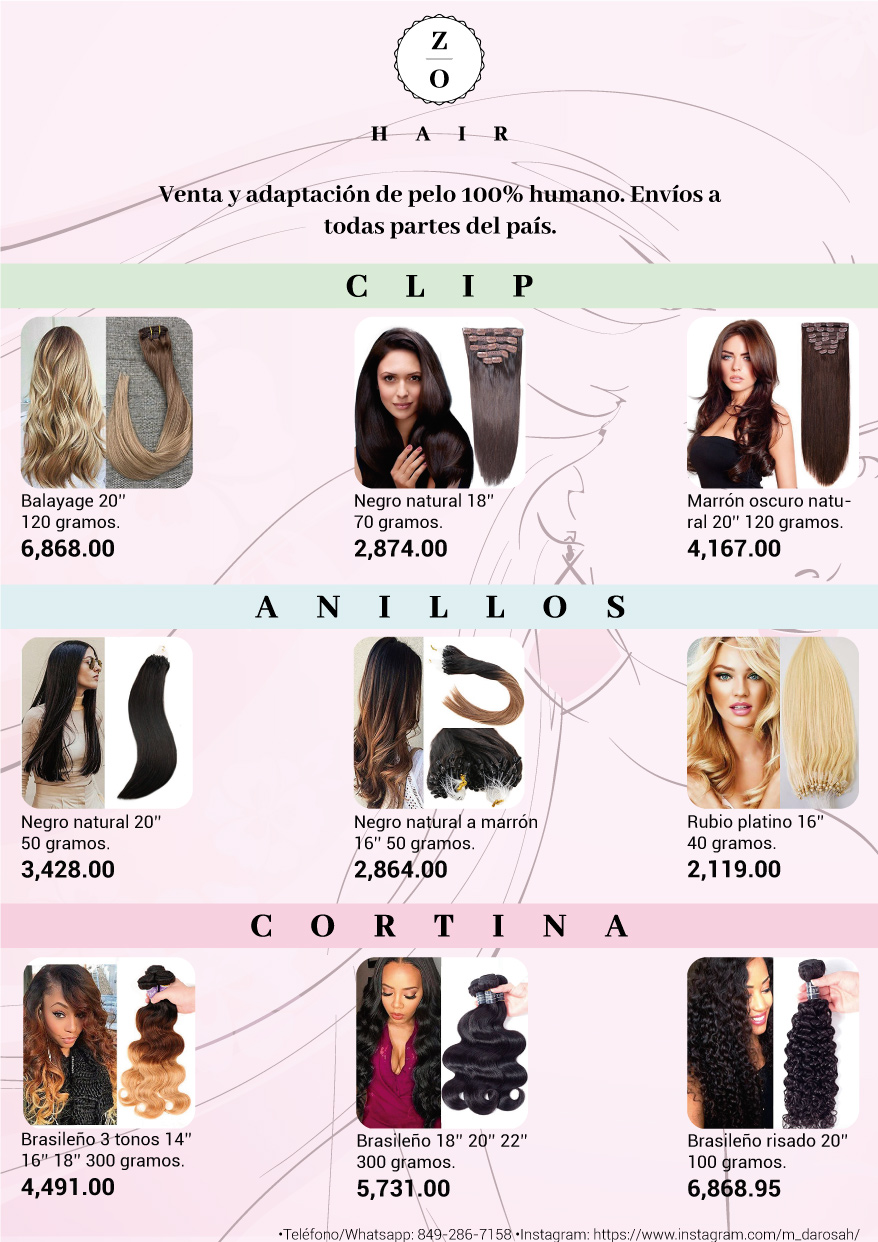 Z
O
HAIR
Venta y adaptación de pelo 100% humano. Envíos a
todas partes del país.
CLIP
Balayage 20"
120 gramos.
6,868.00
Negro natural 18"
70 gramos.
2,874.00
Marrón oscuro natu-
ral 20" 120 gramos.
4,167.00
ANILLOS
Negro natural 20"
50 gramos.
3,428.00
Negro natural a marrón
16" 50 gramos.
2,864.00
Rubio platino 16"
40 gramos.
2,119.00
CORTINA
Brasileño 3 tonos 14"
16" 18" 300 gramos.
4,491.00
Brasileño 18" 20" 22"
300 gramos.
5,731.00
Brasileño risado 20"
100 gramos.
6,868.95
•Teléfono/Whatsapp: 849-286-7158 •Instagram: https://www.instagram.com/m_darosah/